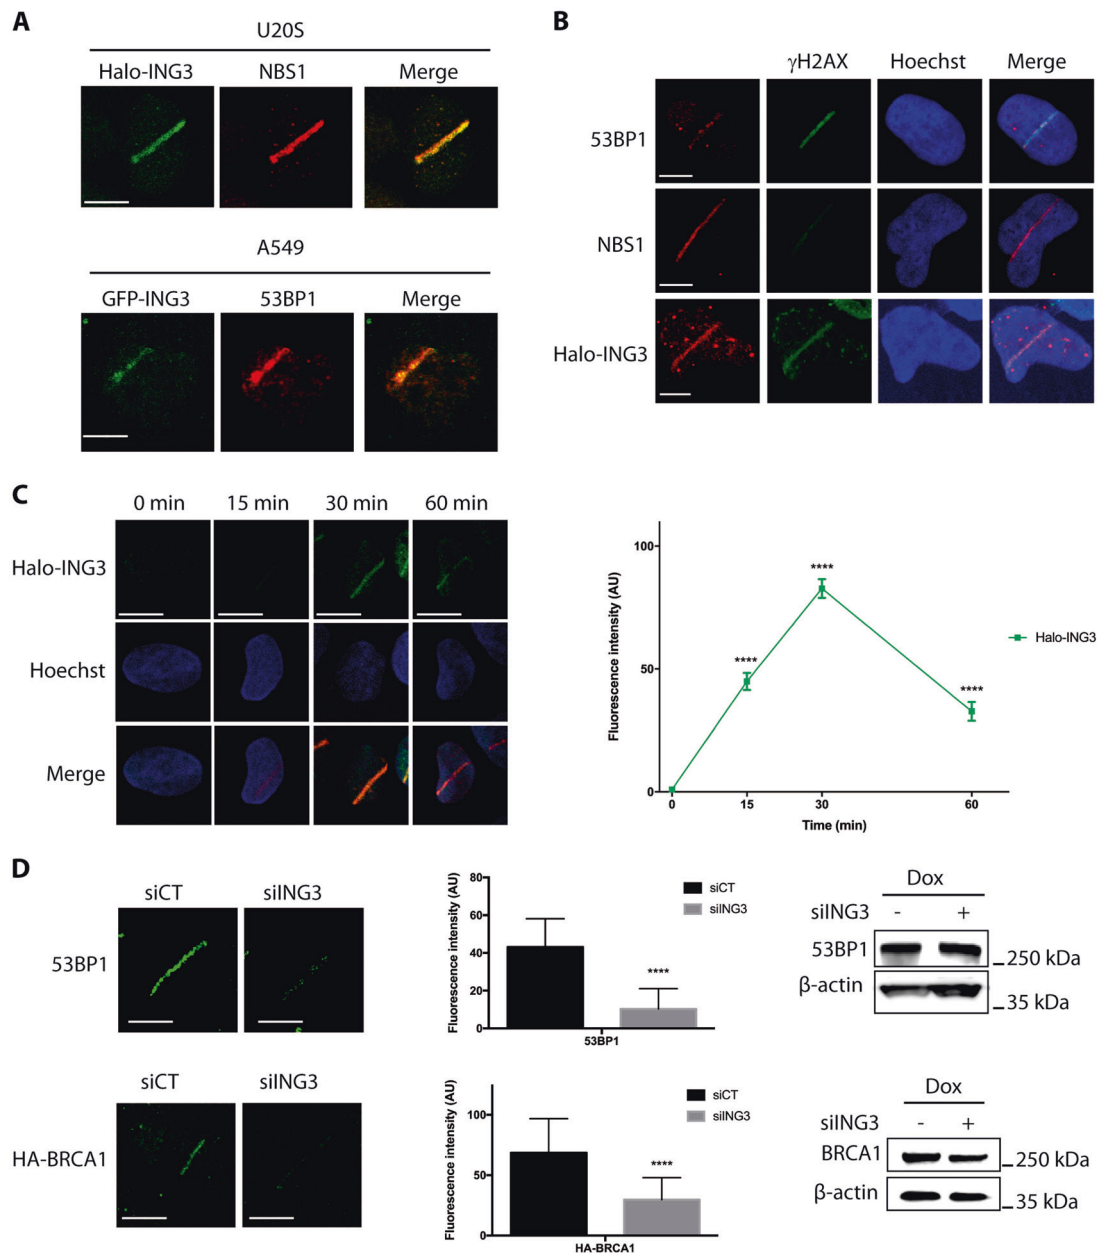 A
U20S
Halo-ING3 NBS1 Merge
A549
GFP-ING3 53BP1 Merge
B
γH2AX Hoechst Merge
53BP1
NBS1
Halo-ING3
C
0 min 15 min 30 min 60 min
Halo-ING3
Hoechst
Merge
Fluorescence intensity (AU)
100
50
0
****
****
****
0 15 30 60
Time (min)
Halo-ING3
D
siCT siING3
53BP1
Fluorescence intensity (AU)
80
60
40
20
0
siCT
siING3
****
53BP1
Dox
siING3 - +
53BP1
250 kDa
β-actin
35 kDa
siCT siING3
HA-BRCA1
Fluorescence intensity (AU)
100
50
0
siCT
siING3
****
HA-BRCA1
Dox
siING3 - +
BRCA1
250 kDa
β-actin
35 kDa